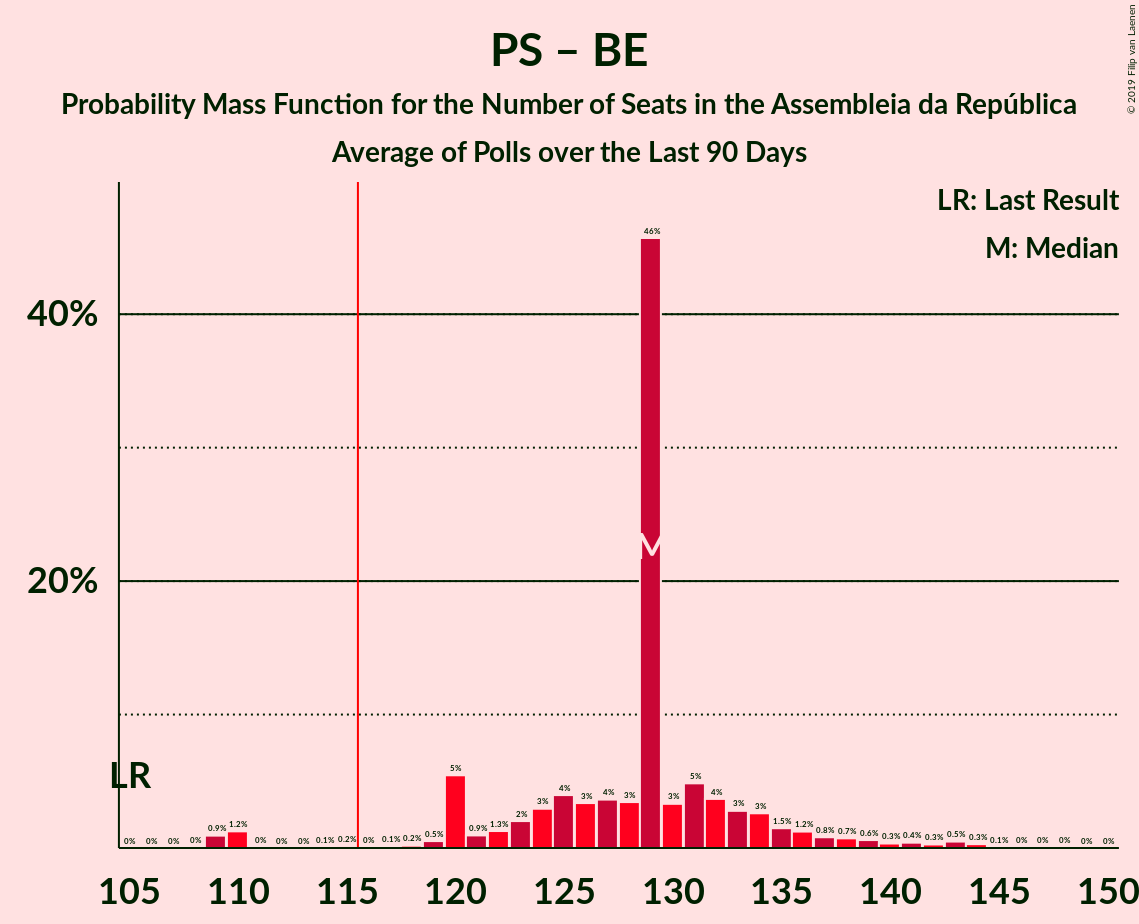 PS – BE
Probability Mass Function for the Number of Seats in the Assembleia da República
Average of Polls over the Last 90 Days
© 2019 Filip van Laenen
LR: Last Result
M: Median
46%
40%
M
20%
LR
0% 0% 0% 0% 0.9% 1.2% 0% 0% 0% 0.1% 0.2% 0% 0.1% 0.2% 0.5% 5% 0.9% 1.3% 2% 3% 4% 3% 4% 3% 3% 5% 4% 3% 3% 1.5% 1.2% 0.8% 0.7% 0.6% 0.3% 0.4% 0.3% 0.5% 0.3% 0.1% 0% 0% 0% 0% 0%
105 110 115 120 125 130 135 140 145 150